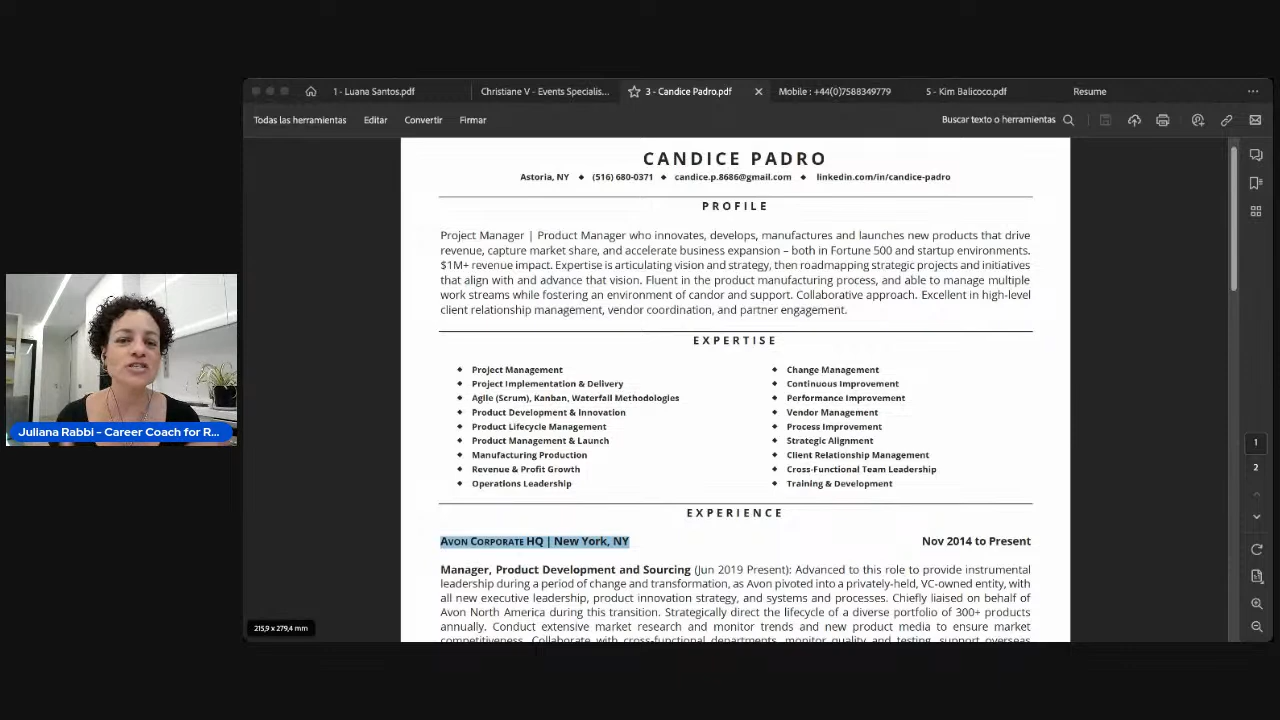 1 - Luana Santos.pdf
Christiane V - Events Specialis...
3 - Candice Padro.pdf
Mobile : +44(0)7588349779
5 - Kim Balicoco.pdf
Resume
Todas las herramientas
Editar
Convertir
Firmar
Buscar texto o herramientas
CANDICE PADRO
Astoria, NY ◆ (516) 680-0371 ◆ candice.p.8686@gmail.com ◆ linkedin.com/in/candice-padro
PROFILE
Project Manager | Product Manager who innovates, develops, manufactures and launches new products that drive
revenue, capture market share, and accelerate business expansion – both in Fortune 500 and startup environments.
$1M+ revenue impact. Expertise is articulating vision and strategy, then roadmapping strategic projects and initiatives
that align with and advance that vision. Fluent in the product manufacturing process, and able to manage multiple
work streams while fostering an environment of candor and support. Collaborative approach. Excellent in high-level
client relationship management, vendor coordination, and partner engagement.
EXPERTISE
◆ Project Management
◆ Project Implementation & Delivery
◆ Agile (Scrum), Kanban, Waterfall Methodologies
◆ Product Development & Innovation
◆ Product Lifecycle Management
◆ Product Management & Launch
◆ Manufacturing Production
◆ Revenue & Profit Growth
◆ Operations Leadership
◆ Change Management
◆ Continuous Improvement
◆ Performance Improvement
◆ Vendor Management
◆ Process Improvement
◆ Strategic Alignment
◆ Client Relationship Management
◆ Cross-Functional Team Leadership
◆ Training & Development
EXPERIENCE
AVON CORPORATE HQ | New York, NY
Nov 2014 to Present
Manager, Product Development and Sourcing (Jun 2019 Present): Advanced to this role to provide instrumental
leadership during a period of change and transformation, as Avon pivoted into a privately-held, VC-owned entity, with
all new executive leadership, product innovation strategy, and systems and processes. Chiefly liaised on behalf of
Avon North America during this transition. Strategically direct the lifecycle of a diverse portfolio of 300+ products
annually. Conduct extensive market research and monitor trends and new product media to ensure market
competitiveness. Collaborate with cross-functional departments, monitor quality and testing, support overseas
215,9 x 279,4 mm
1
2
Juliana Rabbi – Career Coach for R...